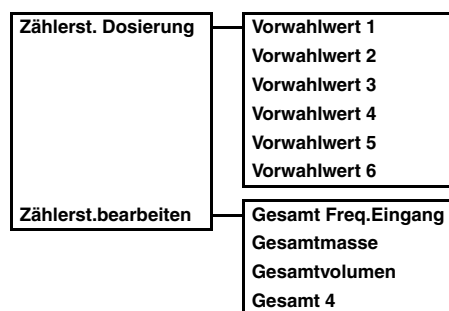 Zählerst. Dosierung
Vorwahlwert 1
Vorwahlwert 2
Vorwahlwert 3
Vorwahlwert 4
Vorwahlwert 5
Vorwahlwert 6
Zählerst.bearbeiten
Gesamt Freq.Eingang
Gesamtmasse
Gesamtvolumen
Gesamt 4